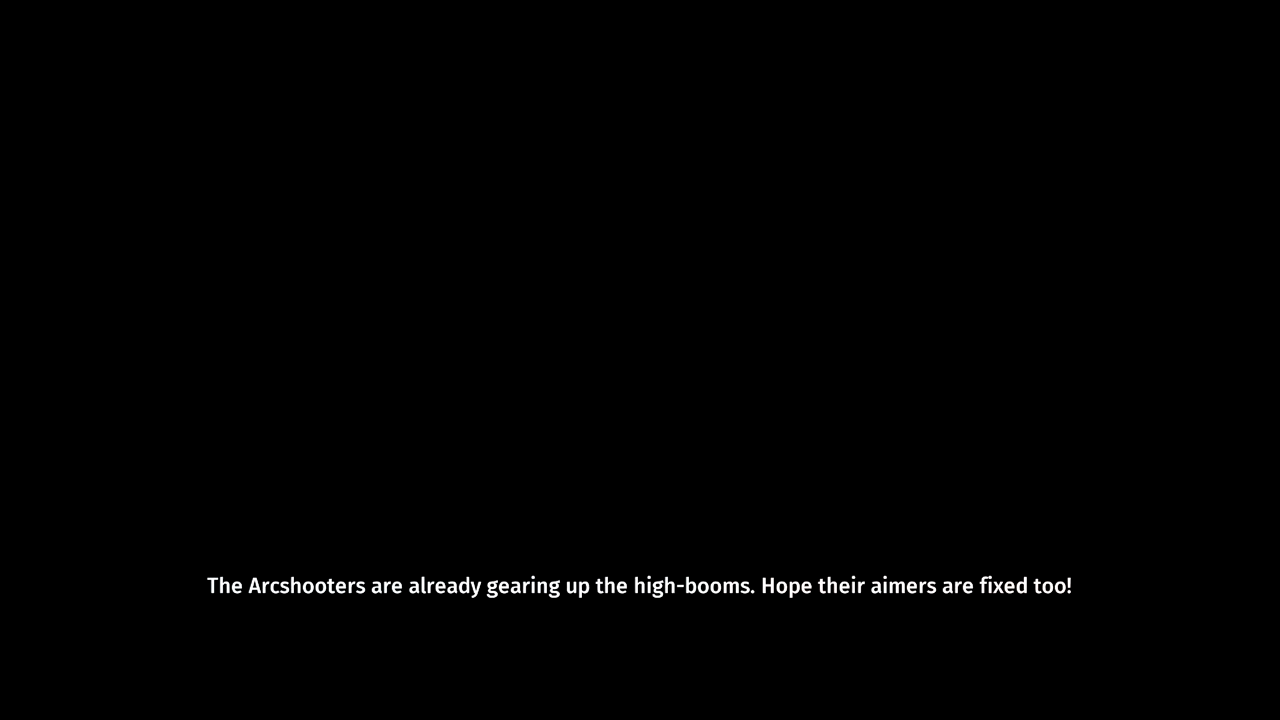 The Arcshooters are already gearing up the high-booms. Hope their aimers are fixed too!